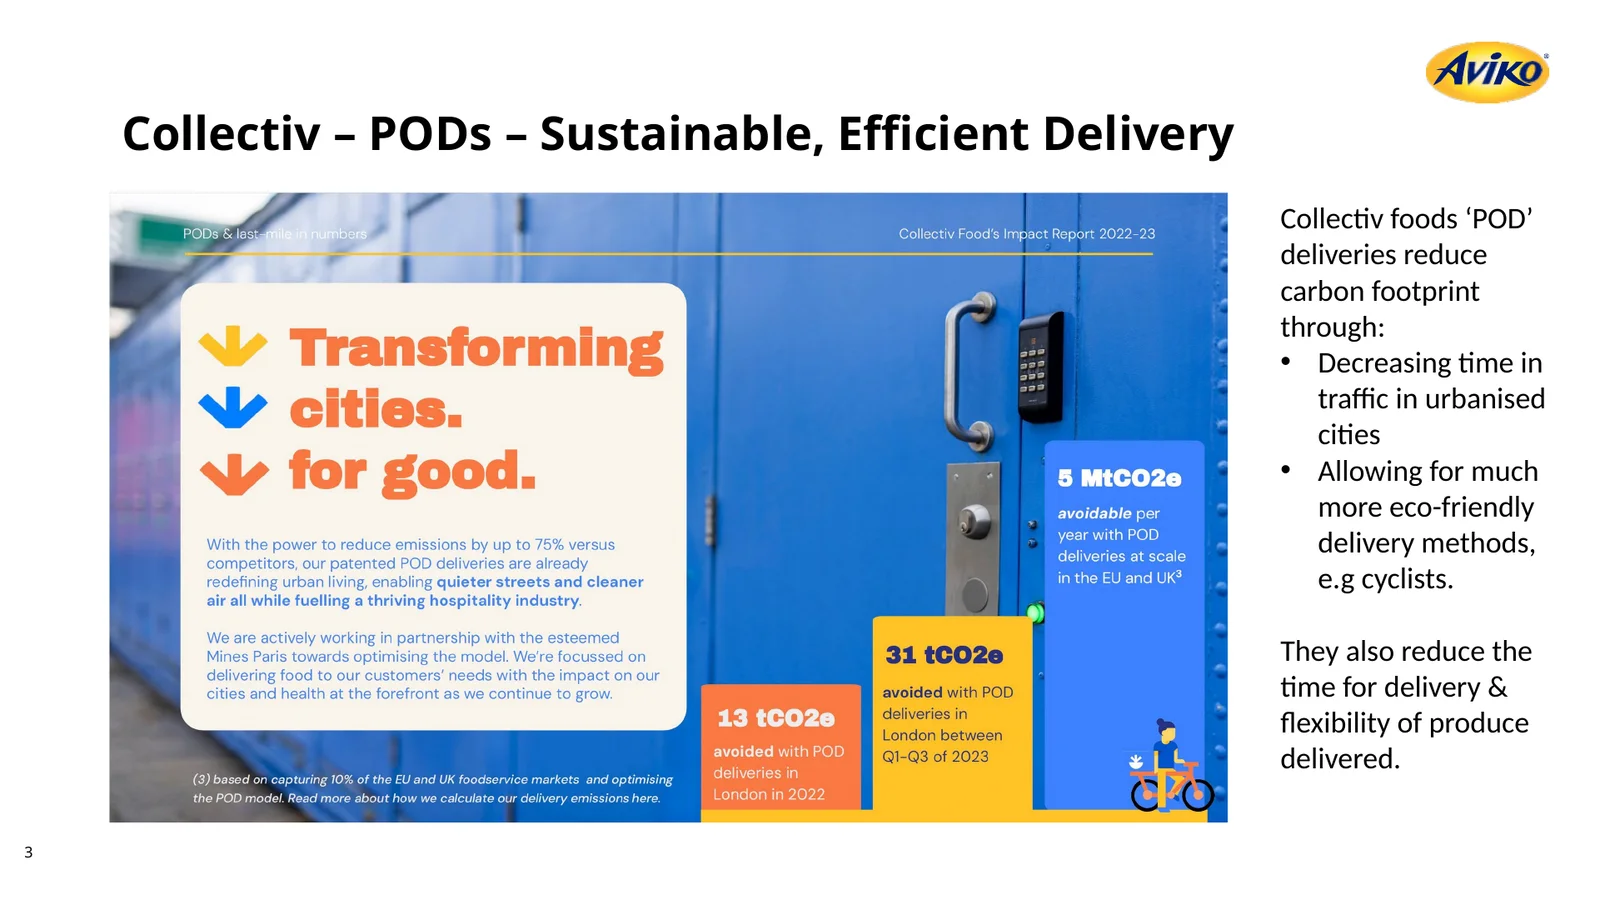 Aviko
Collectiv – PODs – Sustainable, Efficient Delivery
PODs & last-mile in numbers
Collectiv Food's Impact Report 2022-23
Transforming
cities.
for good.
With the power to reduce emissions by up to 75% versus
competitors, our patented POD deliveries are already
redefining urban living, enabling quieter streets and cleaner
air all while fuelling a thriving hospitality industry.
We are actively working in partnership with the esteemed
Mines Paris towards optimising the model. We're focussed on
delivering food to our customers' needs with the impact on our
cities and health at the forefront as we continue to grow.
(3) based on capturing 10% of the EU and UK foodservice markets and optimising
the POD model. Read more about how we calculate our delivery emissions here.
13 tCO2e
avoided with POD
deliveries in
London in 2022
31 tCO2e
avoided with POD
deliveries in
London between
Q1-Q3 of 2023
5 MtCO2e
avoidable per
year with POD
deliveries at scale
in the EU and UK³
Collectiv foods ‘POD’
deliveries reduce
carbon footprint
through:
• Decreasing time in
traffic in urbanised
cities
• Allowing for much
more eco-friendly
delivery methods,
e.g cyclists.
They also reduce the
time for delivery &
flexibility of produce
delivered.
3